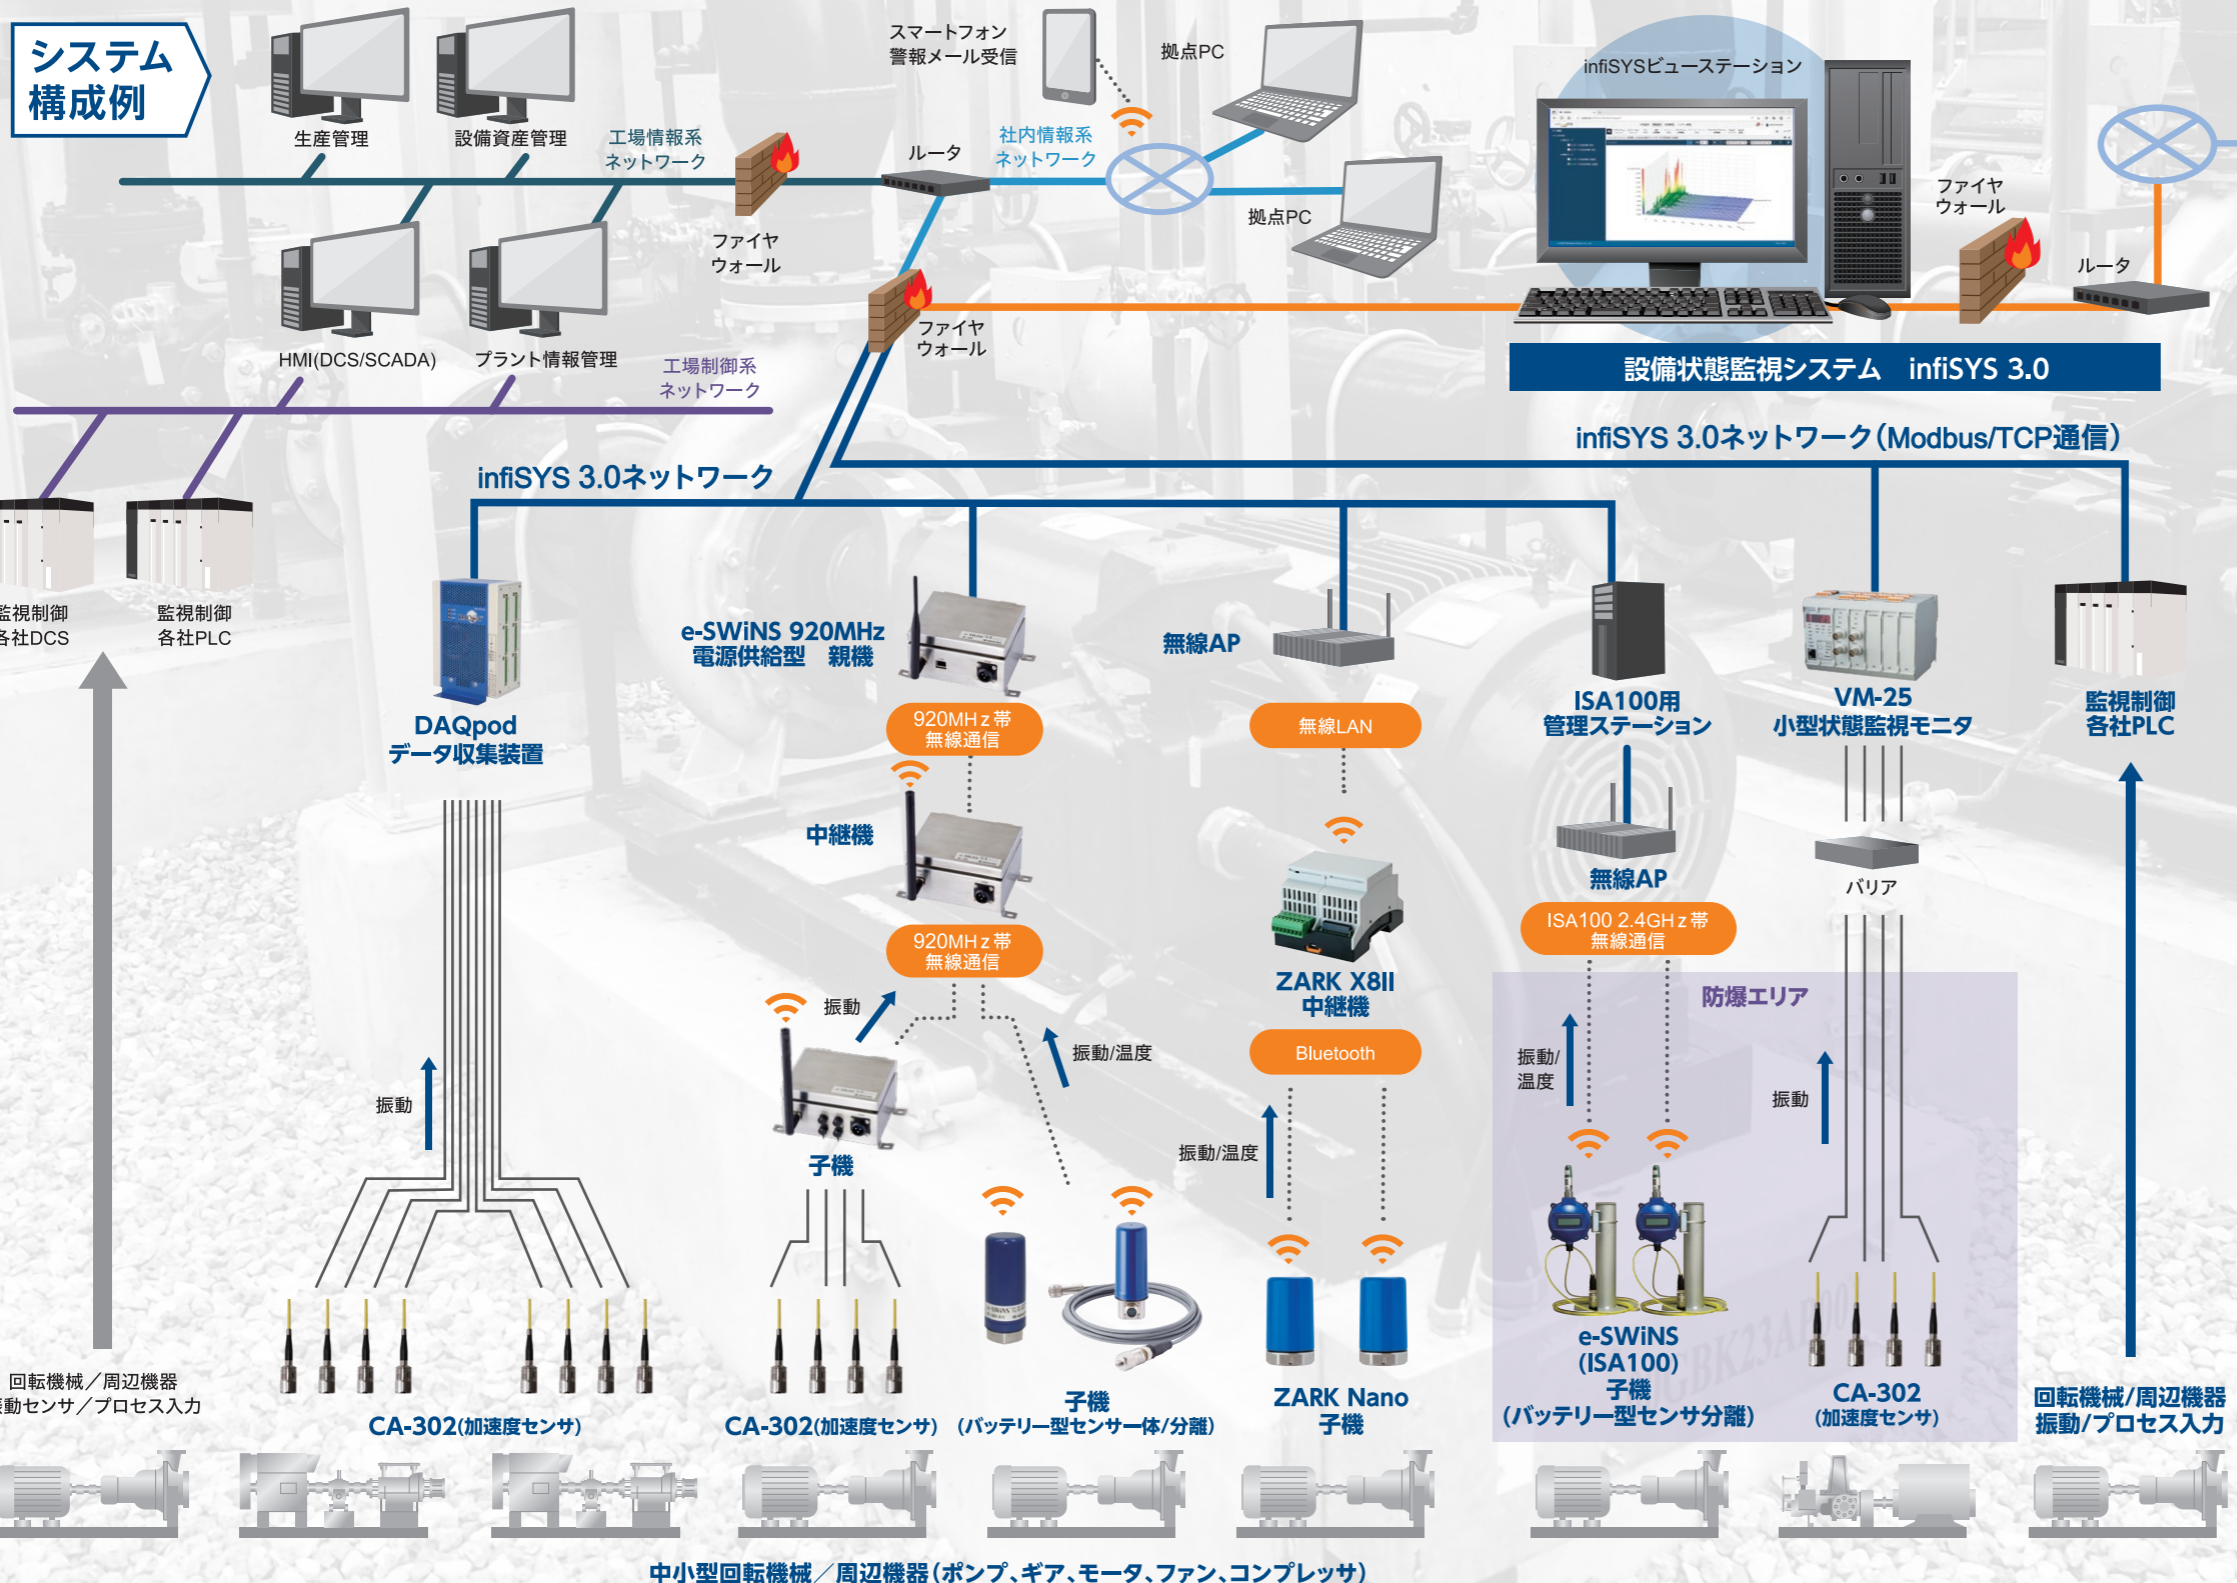 システム
構成例
生産管理
設備資産管理
工場情報系
ネットワーク
ファイヤ
ウォール
HMI(DCS/SCADA)
プラント情報管理
工場制御系
ネットワーク
スマートフォン
警報メール受信
ルータ
社内情報系
ネットワーク
拠点PC
拠点PC
ファイヤ
ウォール
infiSYSビューステーション
ファイヤ
ウォール
ルータ
設備状態監視システム infiSYS 3.0
infiSYS 3.0ネットワーク(Modbus/TCP通信)
infiSYS 3.0ネットワーク
監視制御
各社DCS
監視制御
各社PLC
DAQpod
データ収集装置
e-SWiNS 920MHz
電源供給型 親機
920MHz帯
無線通信
中継機
920MHz帯
無線通信
無線AP
無線LAN
ZARK X8II
中継機
Bluetooth
ISA100用
管理ステーション
無線AP
ISA100 2.4GHz帯
無線通信
VM-25
小型状態監視モニタ
バリア
監視制御
各社PLC
防爆エリア
振動
振動
振動/温度
子機
振動/温度
振動/
温度
振動
回転機械/周辺機器
振動センサ/プロセス入力
CA-302(加速度センサ)
CA-302(加速度センサ)
子機
(バッテリー型センサー体/分離)
ZARK Nano
子機
e-SWiNS
(ISA100)
子機
(バッテリー型センサ分離)
CA-302
(加速度センサ)
回転機械/周辺機器
振動/プロセス入力
中小型回転機械/周辺機器(ポンプ、ギア、モータ、ファン、コンプレッサ)